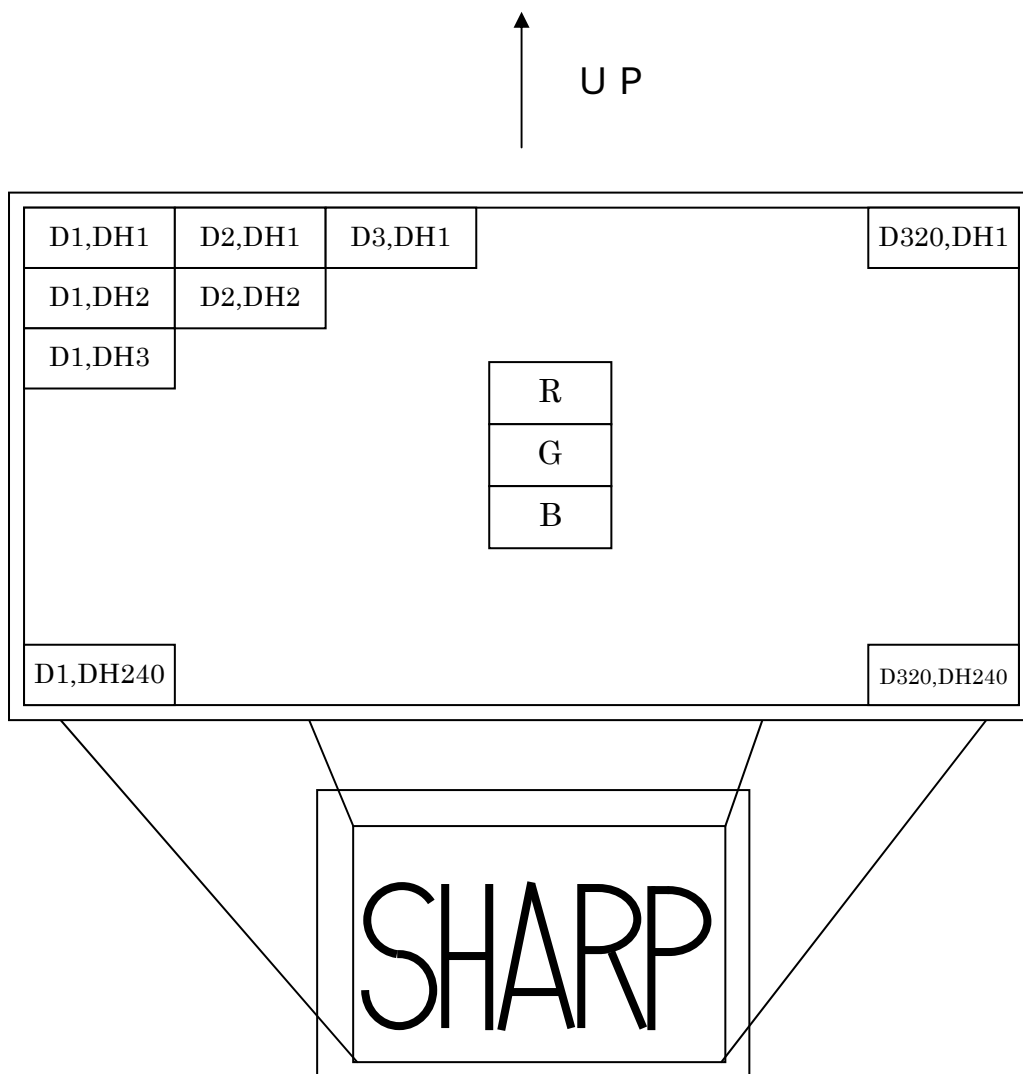 UP
D1,DH1 D2,DH1 D3,DH1 D320,DH1
D1,DH2 D2,DH2
D1,DH3
R
G
B
D1,DH240 D320,DH240
SHARP